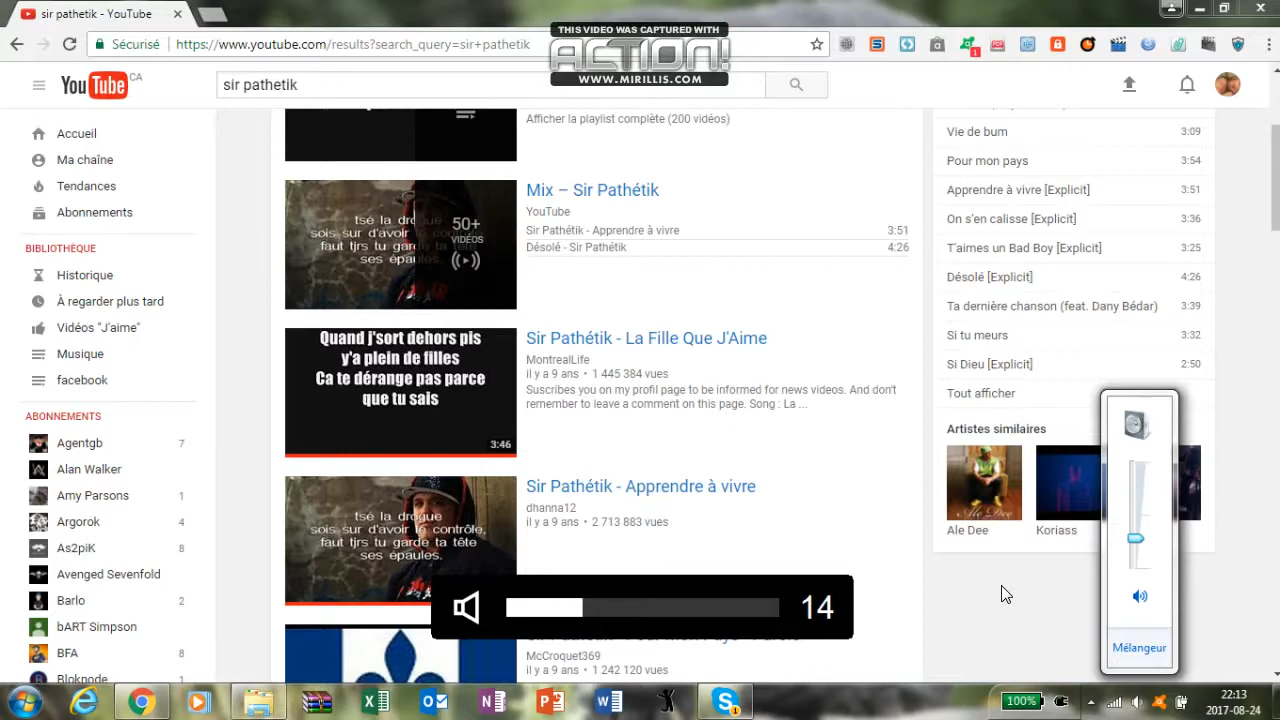 sir pathetik - YouTube
THIS VIDEO WAS CAPTURED WITH
ACTION!
WWW.MIRILLIS.COM
Sécurisé
https://www.youtube.com/results?search_query=sir+pathetik
1
YouTube CA
sir pathetik
Accueil
Ma chaîne
Tendances
Abonnements
BIBLIOTHÈQUE
Historique
À regarder plus tard
Vidéos "J'aime"
Musique
facebook
ABONNEMENTS
Agentgb 7
Alan Walker
Amy Parsons 1
Argorok 4
As2piK 8
Avenged Sevenfold
Barlo 2
bART Simpson
BFA 8
Bloknode 1
Afficher la playlist complète (200 vidéos)
tsé la drogue
sois sur d'avoir le contrôle
faut tjrs tu garde ta tête
ses épaules.
50+
VIDÉOS
Mix – Sir Pathétik
YouTube
Sir Pathétik - Apprendre à vivre 3:51
Désolé - Sir Pathétik 4:26
Quand j'sort dehors pis
y'a plein de filles
Ca te dérange pas parce
que tu sais
3:46
Sir Pathétik - La Fille Que J'Aime
MontrealLife
il y a 9 ans • 1 445 384 vues
Suscribes you on my profil page to be informed for news videos. And don't
remember to leave a comment on this page. Song : La ...
tsé la drogue
sois sur d'avoir le contrôle,
faut tjrs tu garde ta tête
ses épaules.
Sir Pathétik - Apprendre à vivre
dhanna12
il y a 9 ans • 2 713 883 vues
14
McCroquet369
il y a 9 ans • 1 242 120 vues
Vie de bum 3:09
Pour mon pays 3:54
Apprendre à vivre [Explicit] 3:51
On s'en calisse [Explicit] 3:36
T'aimes un Bad Boy [Explicit] 3:25
Désolé [Explicit] 4:26
Ta dernière chanson (feat. Dany Bédar) 3:39
Si tu meurs 3:32
Si Dieu [Explicit] 2:50
Tout afficher
Artistes similaires
Ale Dee
Ale Dee
Koriass
Mélangeur
100%
22:13
2017-08-24